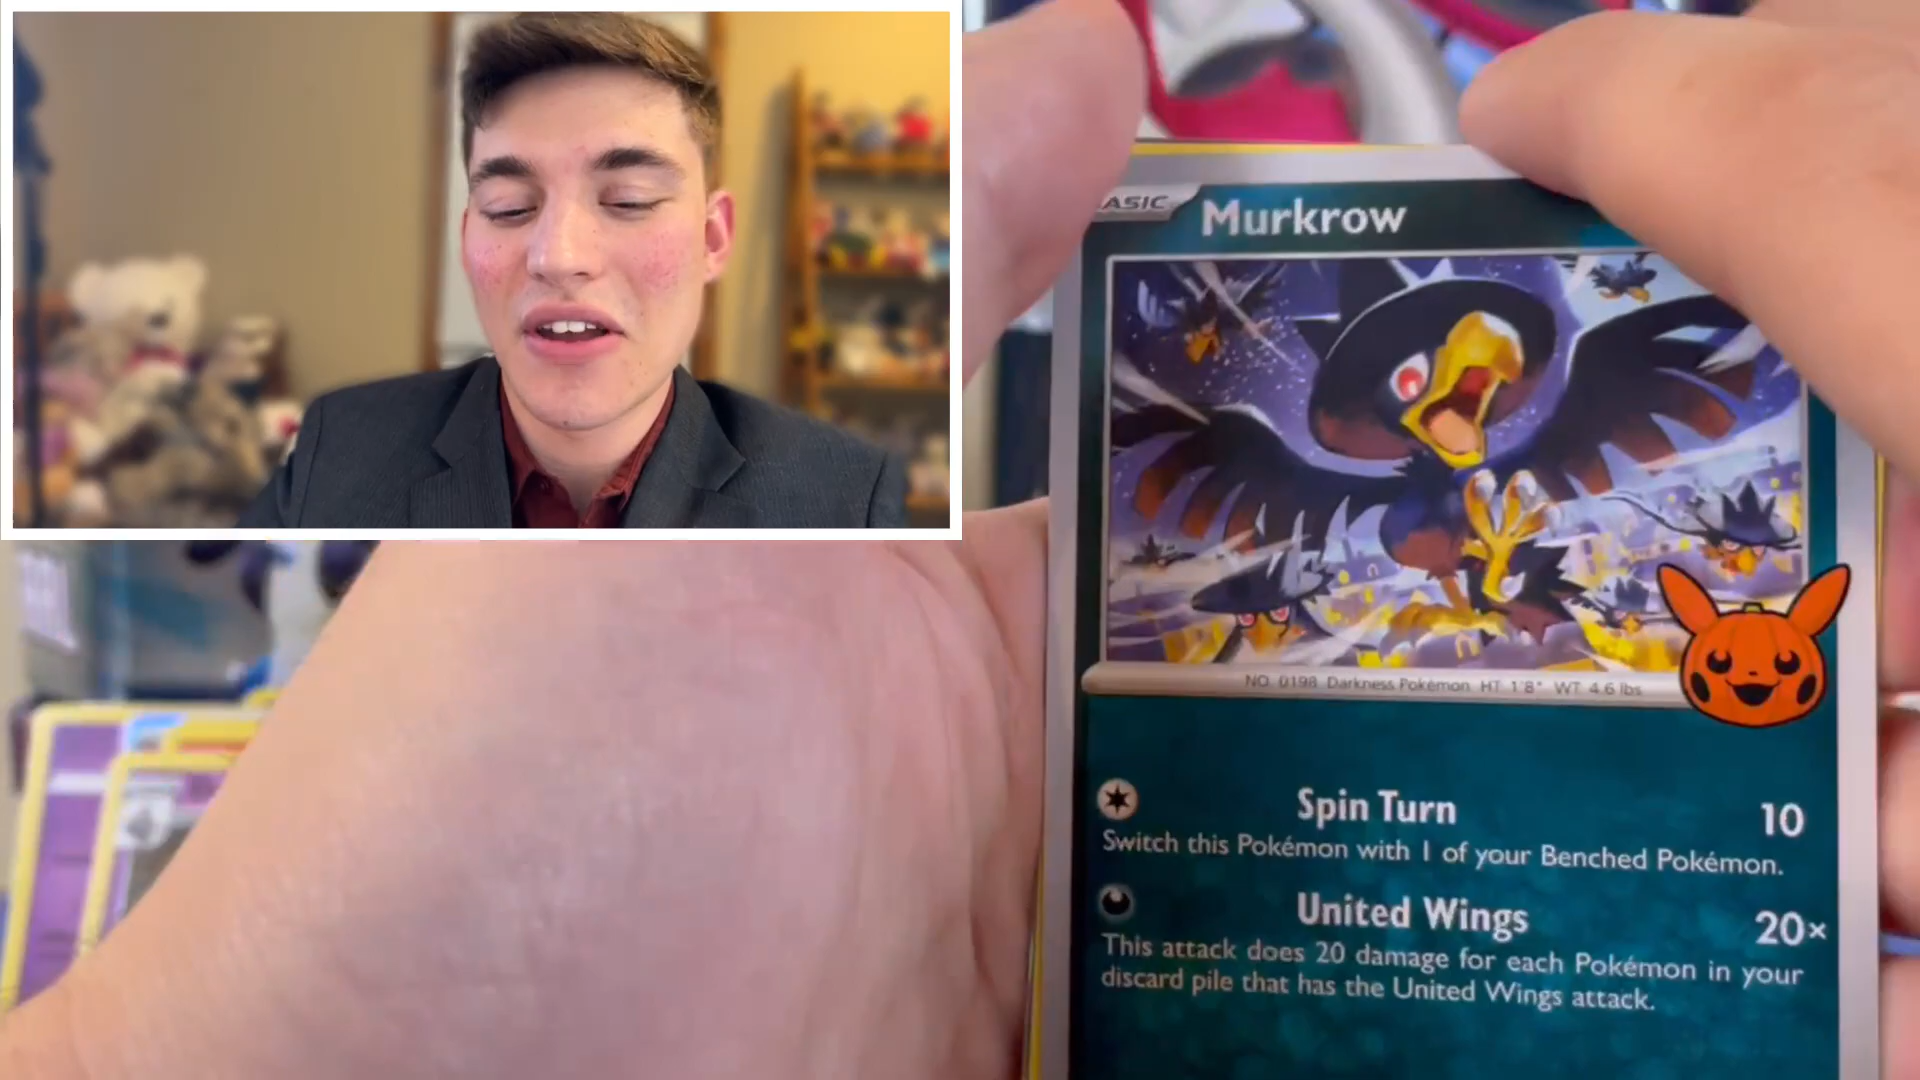 BASIC
Murkrow
NO. 0198 Darkness Pokémon HT 1'8" WT 4.6 lbs
Spin Turn 10
Switch this Pokémon with 1 of your Benched Pokémon.
United Wings 20×
This attack does 20 damage for each Pokémon in your
discard pile that has the United Wings attack.